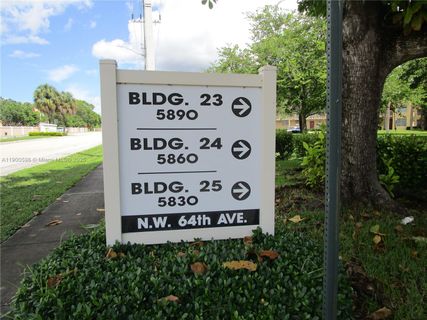 BLDG. 23
5890
BLDG. 24
5860
BLDG. 25
5830
N.W. 64th AVE.